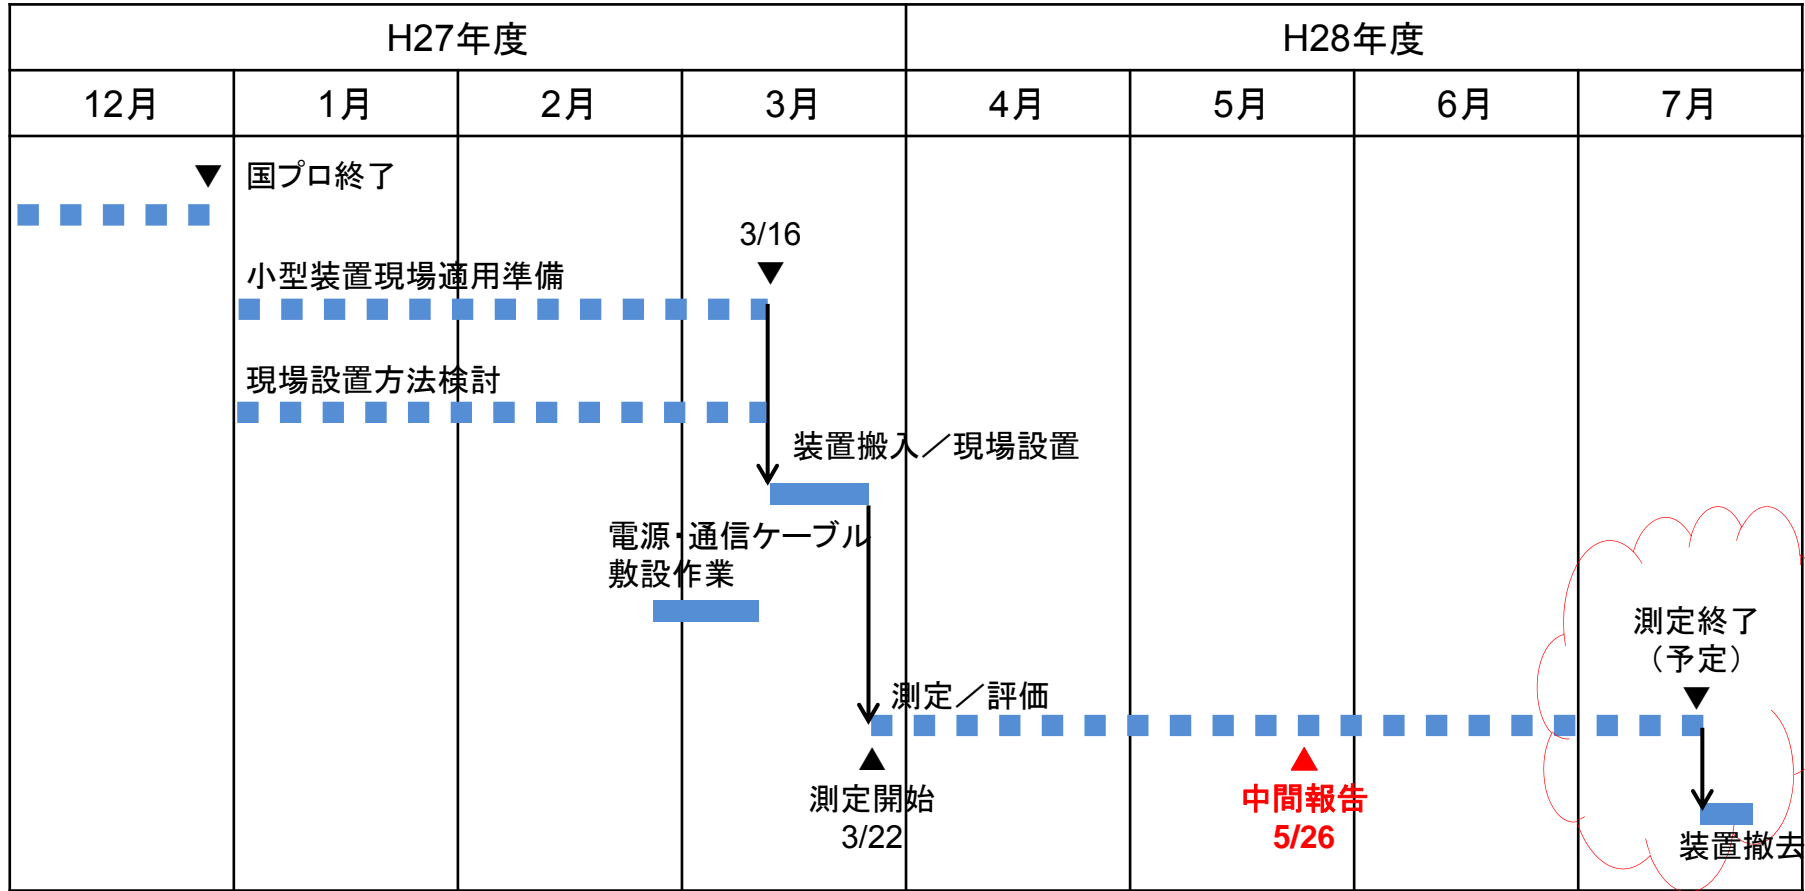 H27年度
H28年度
12月
1月
2月
3月
4月
5月
6月
7月
国プロ終了
3/16
小型装置現場適用準備
現場設置方法検討
装置搬入／現場設置
電源・通信ケーブル
敷設作業
測定終了
（予定）
測定／評価
測定開始
3/22
中間報告
5/26
装置撤去